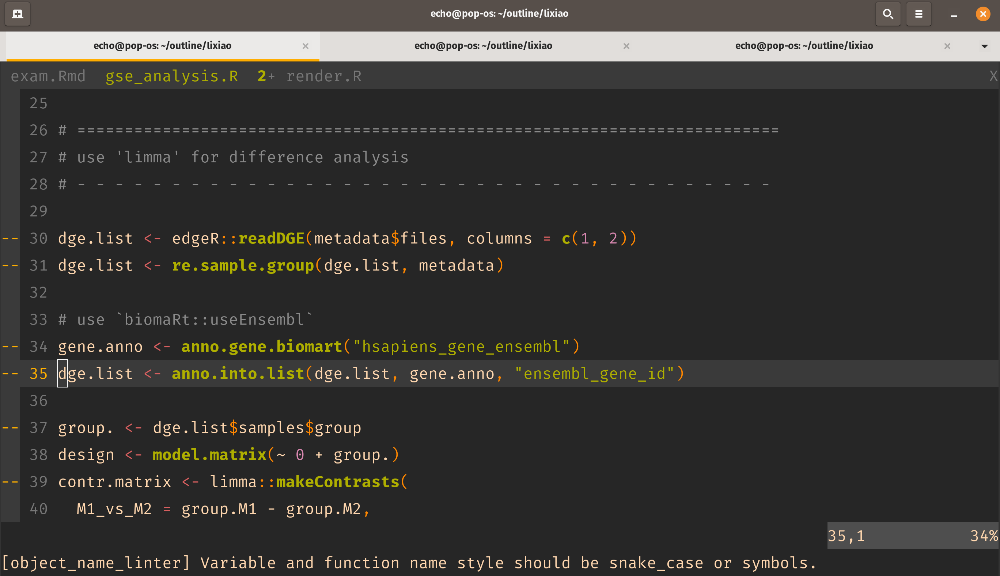 echo@pop-os: ~/outline/lixiao
echo@pop-os: ~/outline/lixiao × echo@pop-os: ~/outline/lixiao × echo@pop-os: ~/outline/lixiao ×
exam.Rmd gse_analysis.R 2+ render.R X
25
26 # ==========================================================================
27 # use 'limma' for difference analysis
28 # - - - - - - - - - - - - - - - - - - - - - - - - - - - - - - - - - - - - -
29
-- 30 dge.list <- edgeR::readDGE(metadata$files, columns = c(1, 2))
-- 31 dge.list <- re.sample.group(dge.list, metadata)
32
33 # use `biomaRt::useEnsembl`
-- 34 gene.anno <- anno.gene.biomart("hsapiens_gene_ensembl")
-- 35 dge.list <- anno.into.list(dge.list, gene.anno, "ensembl_gene_id")
36
-- 37 group. <- dge.list$samples$group
38 design <- model.matrix(~ 0 + group.)
-- 39 contr.matrix <- limma::makeContrasts(
40 M1_vs_M2 = group.M1 - group.M2,
35,1 34%
[object_name_linter] Variable and function name style should be snake_case or symbols.